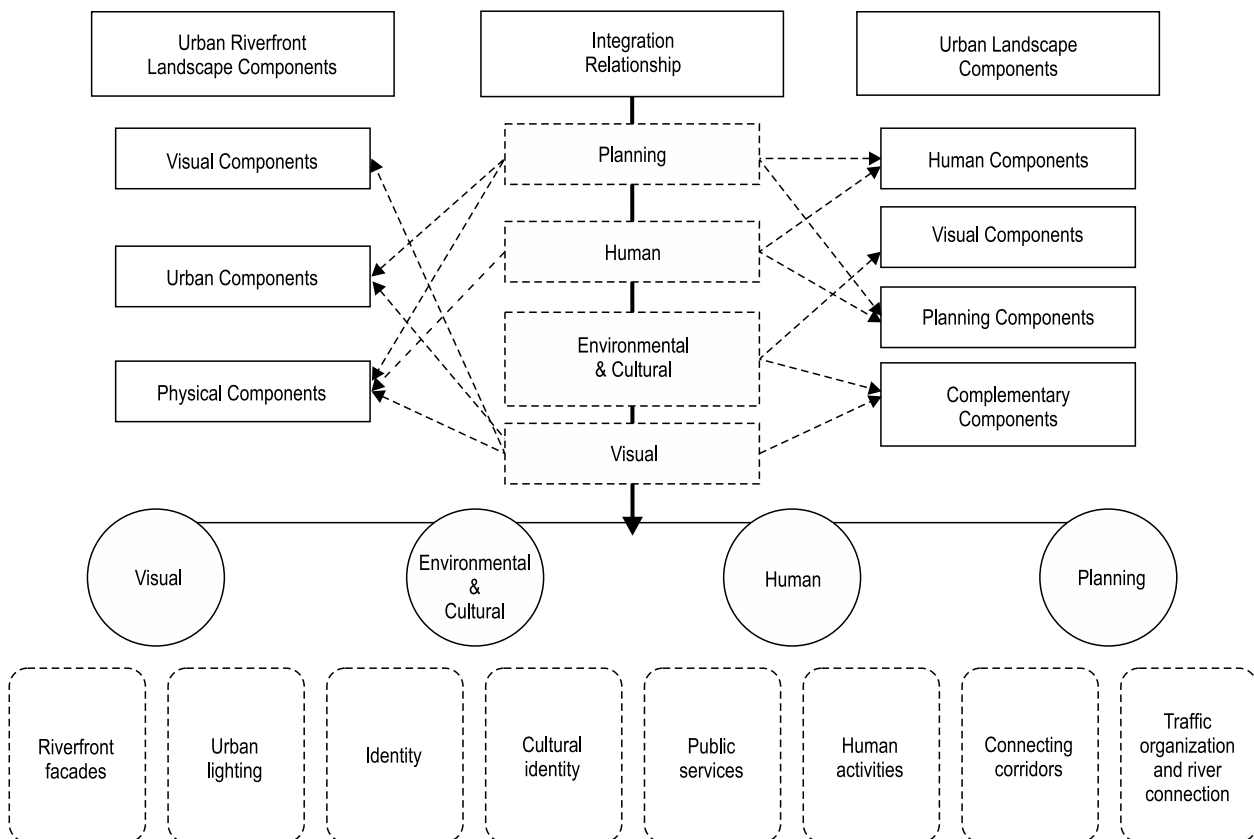 Urban Riverfront
Landscape Components
Integration
Relationship
Urban Landscape
Components
Visual Components
Urban Components
Physical Components
Planning
Human
Environmental
& Cultural
Visual
Human Components
Visual Components
Planning Components
Complementary
Components
Visual
Environmental
&
Cultural
Human
Planning
Riverfront
facades
Urban
lighting
Identity
Cultural
identity
Public
services
Human
activities
Connecting
corridors
Traffic
organization
and river
connection